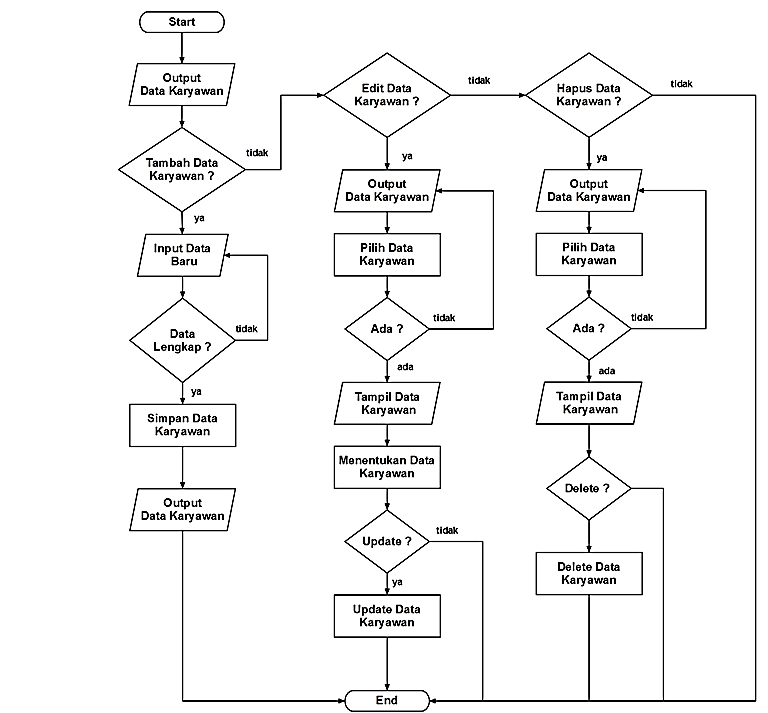 Start
Output
Data Karyawan
Tambah Data
Karyawan ?
tidak
ya
Input Data
Baru
Data
Lengkap ?
tidak
ya
Simpan Data
Karyawan
Output
Data Karyawan
Edit Data
Karyawan ?
tidak
ya
Output
Data Karyawan
Pilih Data
Karyawan
Ada ?
tidak
ada
Tampil Data
Karyawan
Menentukan Data
Karyawan
Update ?
tidak
ya
Update Data
Karyawan
Hapus Data
Karyawan ?
tidak
ya
Output
Data Karyawan
Pilih Data
Karyawan
Ada ?
tidak
ada
Tampil Data
Karyawan
Delete ?
Delete Data
Karyawan
End